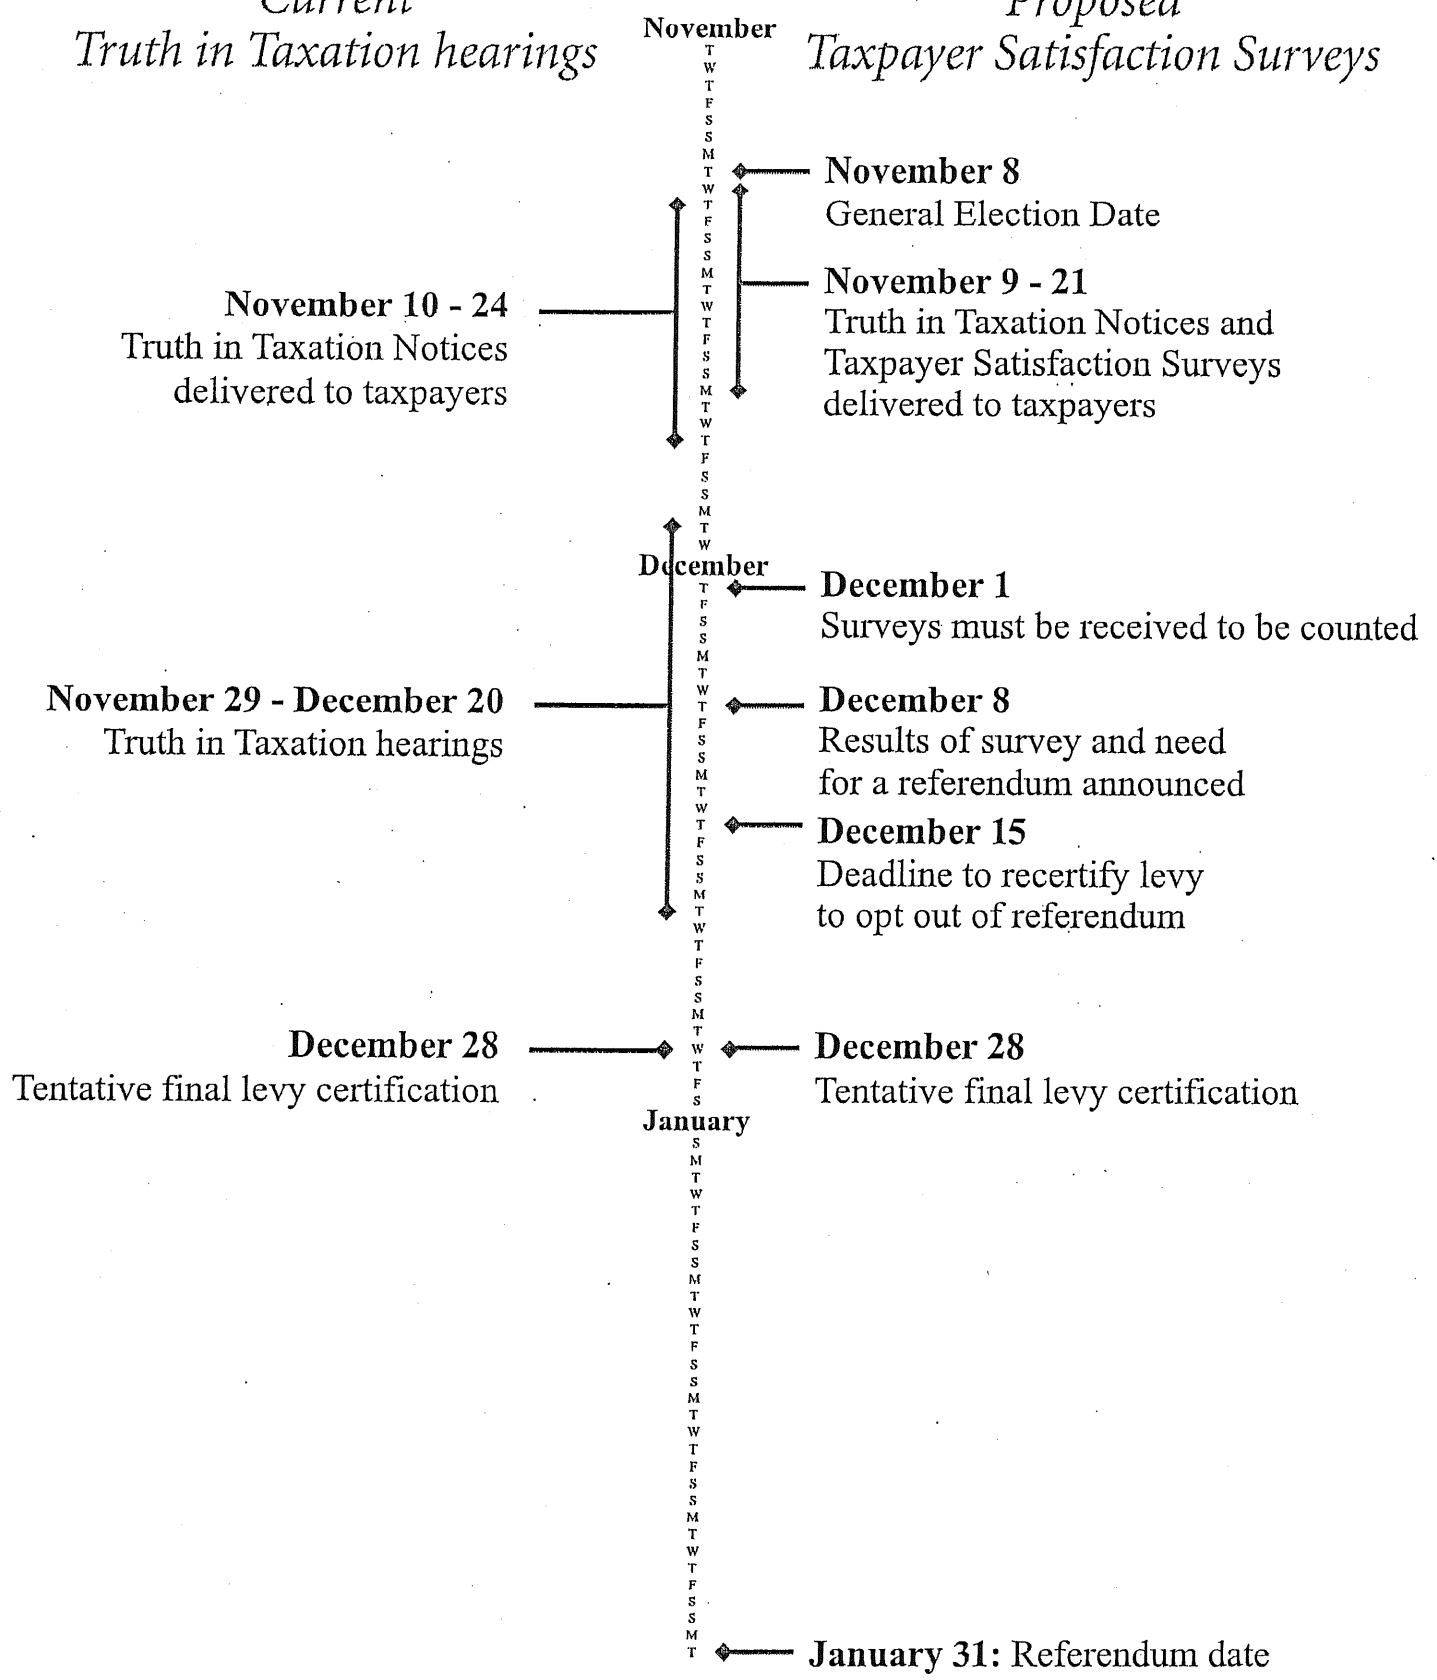 Current
Truth in Taxation hearings
Proposed
Taxpayer Satisfaction Surveys
November 10 - 24
Truth in Taxation Notices
delivered to taxpayers
November 29 - December 20
Truth in Taxation hearings
December 28
Tentative final levy certification
November
T
W
T
F
S
S
M
T
W
T
F
S
S
M
T
W
T
F
S
S
M
T
W
T
F
S
S
M
T
W
December
T
F
S
S
M
T
W
T
F
S
S
M
T
W
T
F
S
S
M
T
W
T
F
S
S
M
T
W
T
F
S
January
S
M
T
W
T
F
S
S
M
T
W
T
F
S
S
M
T
W
T
F
S
S
M
T
W
T
F
S
S
M
T
November 8
General Election Date
November 9 - 21
Truth in Taxation Notices and
Taxpayer Satisfaction Surveys
delivered to taxpayers
December 1
Surveys must be received to be counted
December 8
Results of survey and need
for a referendum announced
December 15
Deadline to recertify levy
to opt out of referendum
December 28
Tentative final levy certification
January 31: Referendum date